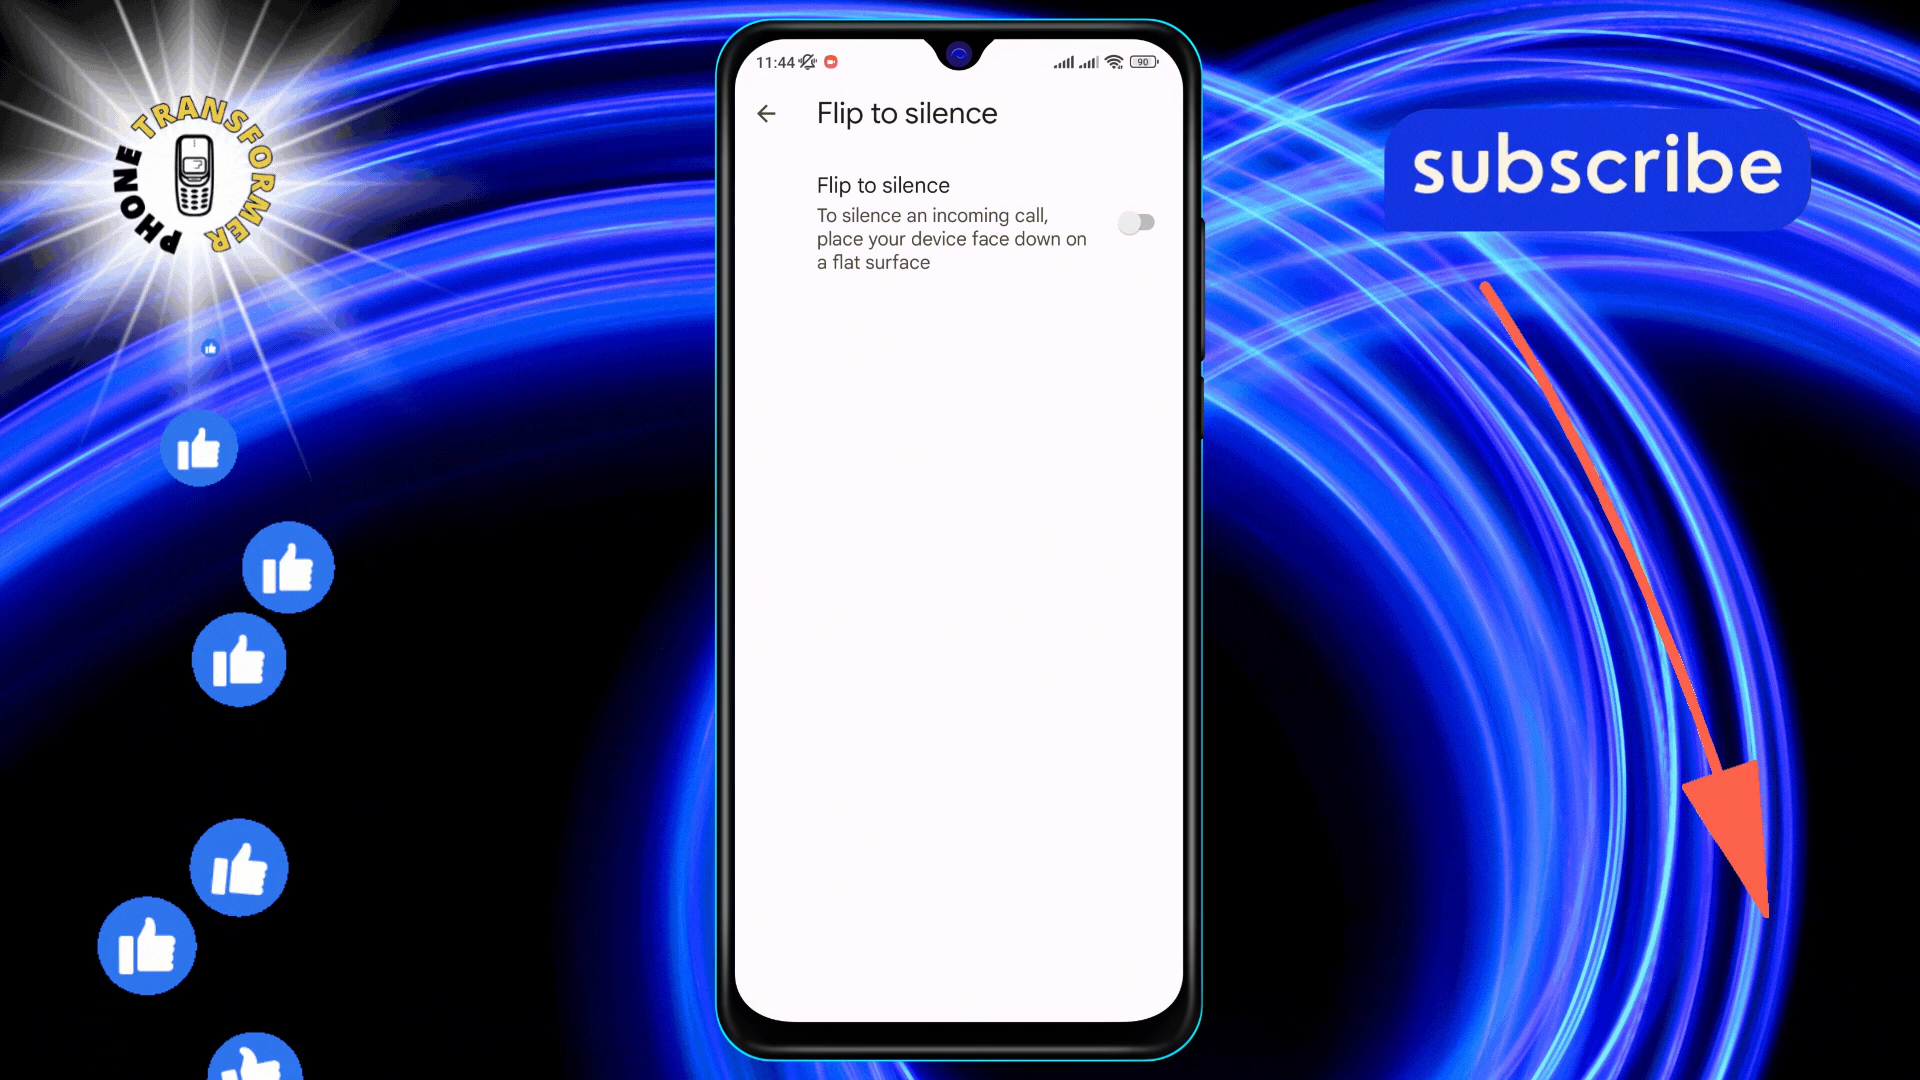 PHONE TRANSFORMER
11:44
90
Flip to silence
Flip to silence
To silence an incoming call,
place your device face down on
a flat surface
subscribe